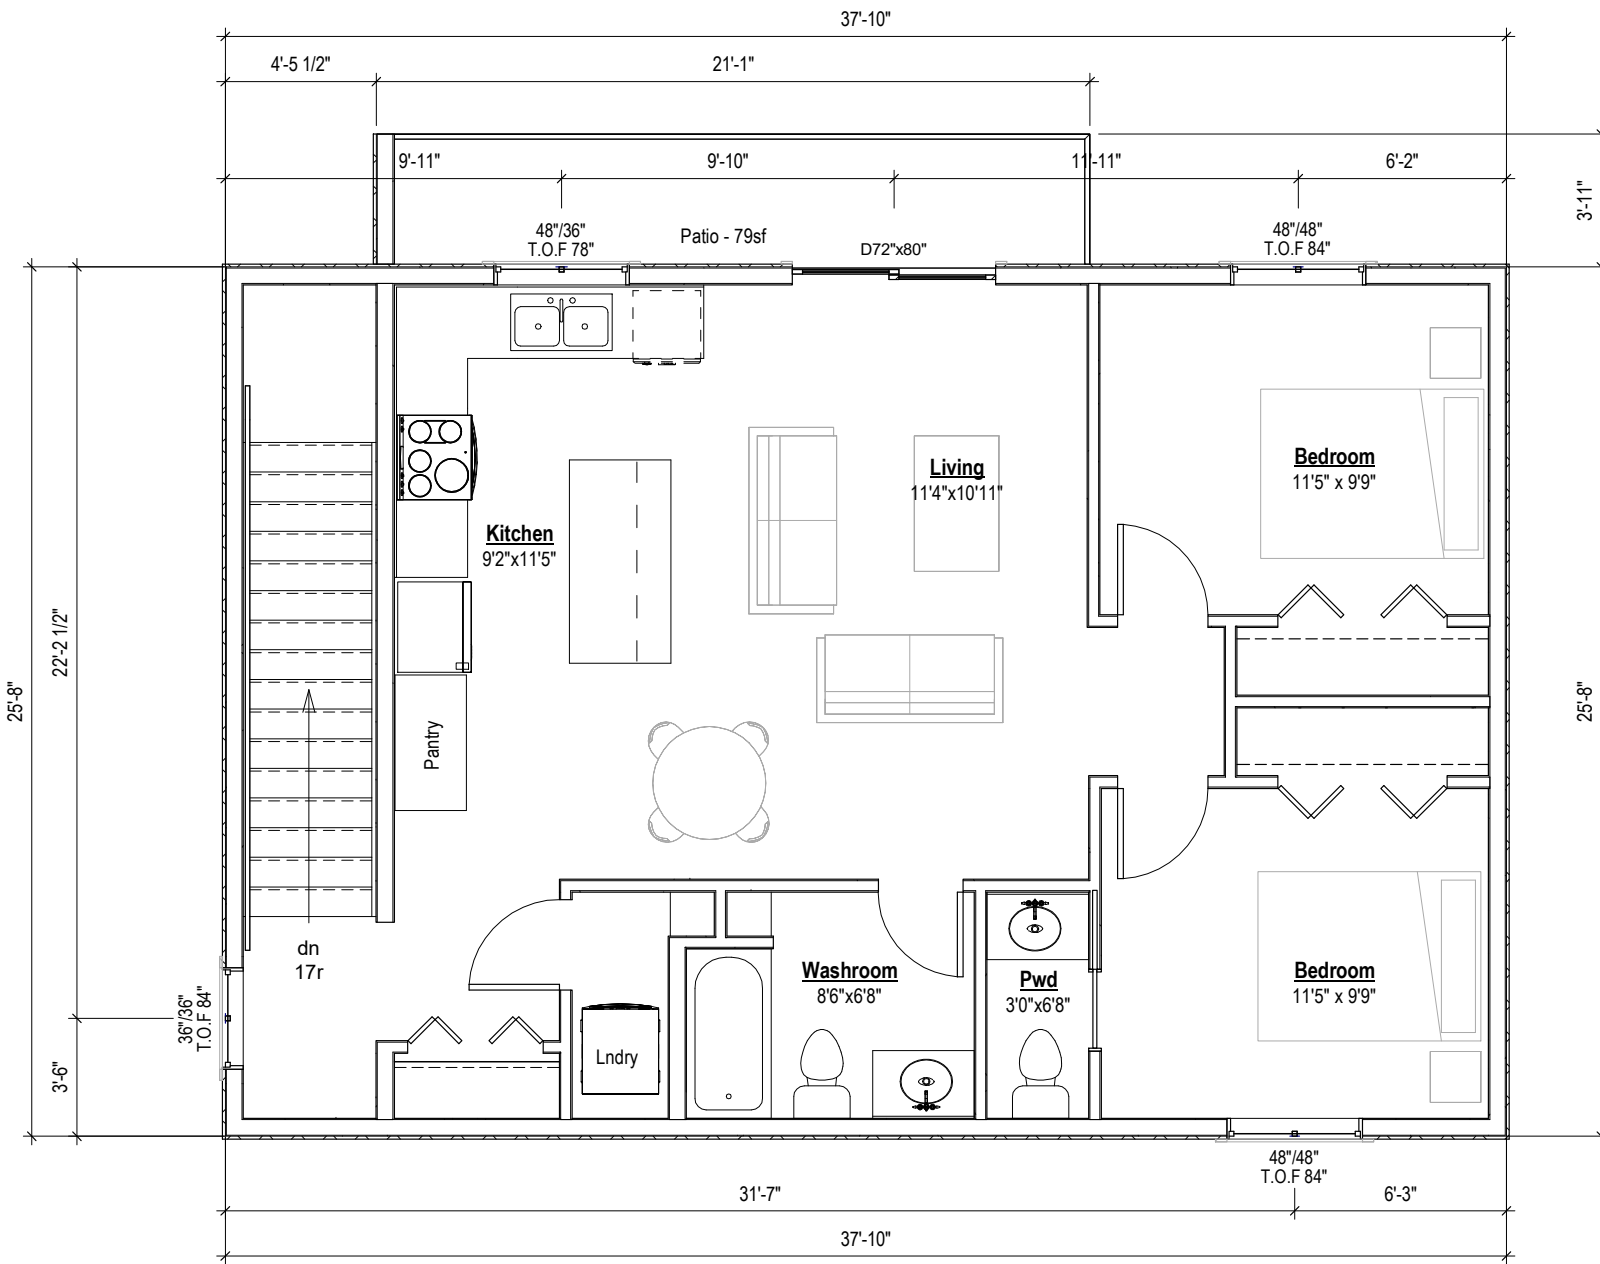 37'-10"
4'-5 1/2"
21'-1"
9'-11"
9'-10"
11'-11"
6'-2"
3'-11"
48"/36"
T.O.F 78"
Patio - 79sf
D72"x80"
48"/48"
T.O.F 84"
Living
11'4"x10'11"
Bedroom
11'5" x 9'9"
Kitchen
9'2"x11'5"
22'-2 1/2"
25'-8"
25'-8"
Pantry
dn
17r
Washroom
8'6"x6'8"
Pwd
3'0"x6'8"
Bedroom
11'5" x 9'9"
36"/36"
T.O.F 84"
Lndry
3'-6"
48"/48"
T.O.F 84"
31'-7"
6'-3"
37'-10"